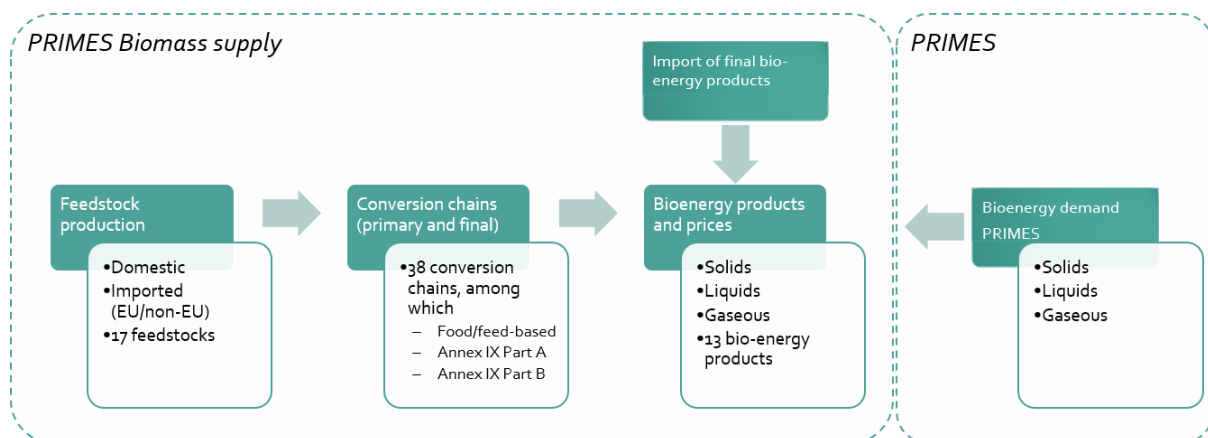 PRIMES Biomass supply
PRIMES
Import of final bio-
energy products
Feedstock
production
•Domestic
•Imported
(EU/non-EU)
•17 feedstocks
Conversion chains
(primary and final)
•38 conversion
chains, among
which
– Food/feed-based
– Annex IX Part A
– Annex IX Part B
Bioenergy products
and prices
•Solids
•Liquids
•Gaseous
•13 bio-energy
products
Bioenergy demand
PRIMES
•Solids
•Liquids
•Gaseous